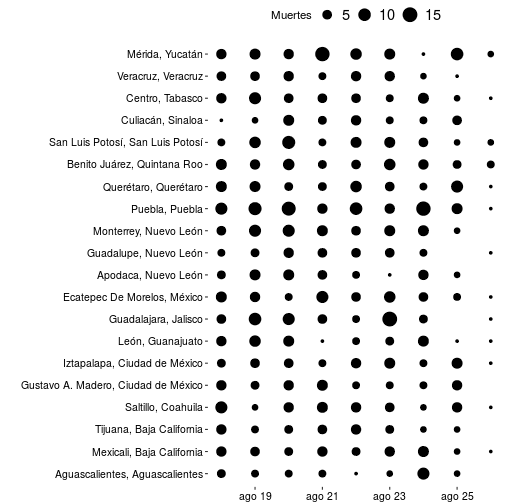 Muertes 5 10 15
Mérida, Yucatán
Veracruz, Veracruz
Centro, Tabasco
Culiacán, Sinaloa
San Luis Potosí, San Luis Potosí
Benito Juárez, Quintana Roo
Querétaro, Querétaro
Puebla, Puebla
Monterrey, Nuevo León
Guadalupe, Nuevo León
Apodaca, Nuevo León
Ecatepec De Morelos, México
Guadalajara, Jalisco
León, Guanajuato
Iztapalapa, Ciudad de México
Gustavo A. Madero, Ciudad de México
Saltillo, Coahuila
Tijuana, Baja California
Mexicali, Baja California
Aguascalientes, Aguascalientes
ago 19 ago 21 ago 23 ago 25